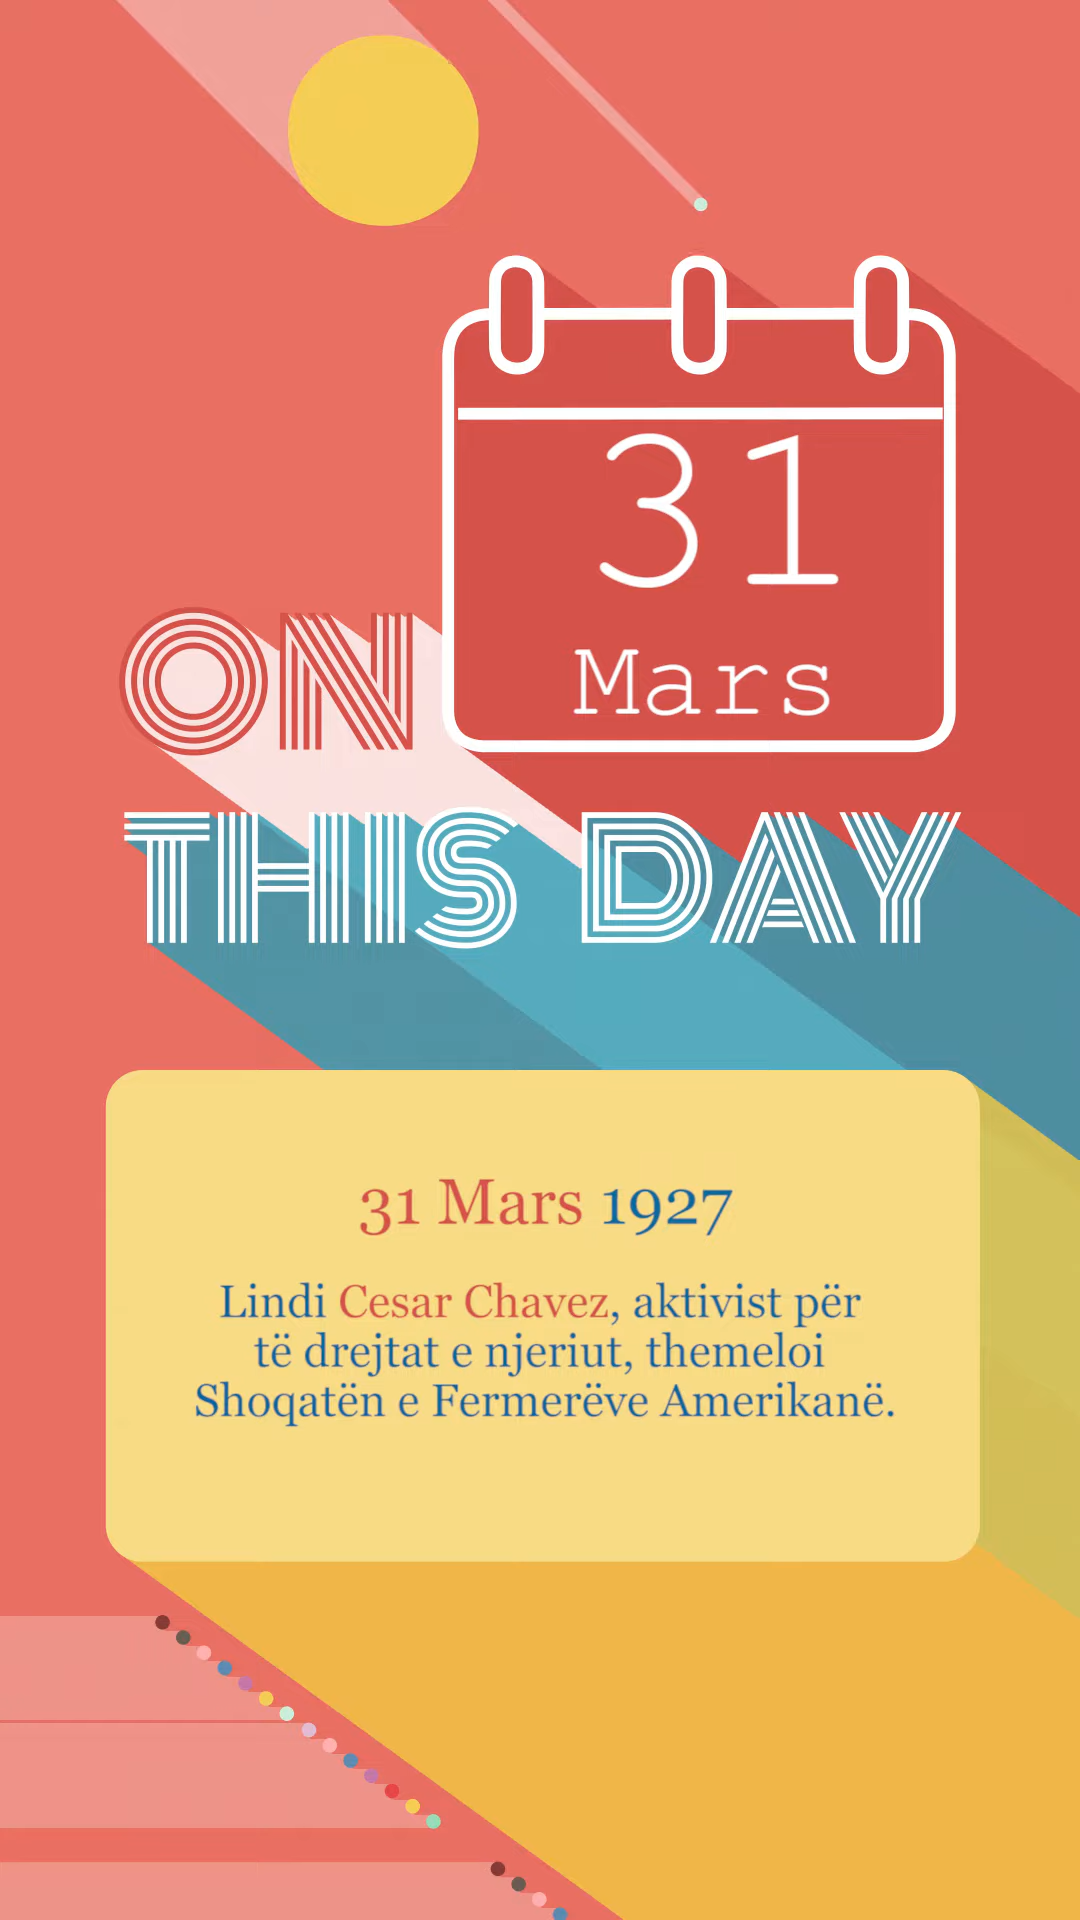 31
Mars
ON
THIS DAY
31 Mars 1927
Lindi Cesar Chavez, aktivist për
të drejtat e njeriut, themeloi
Shoqatën e Fermerëve Amerikanë.